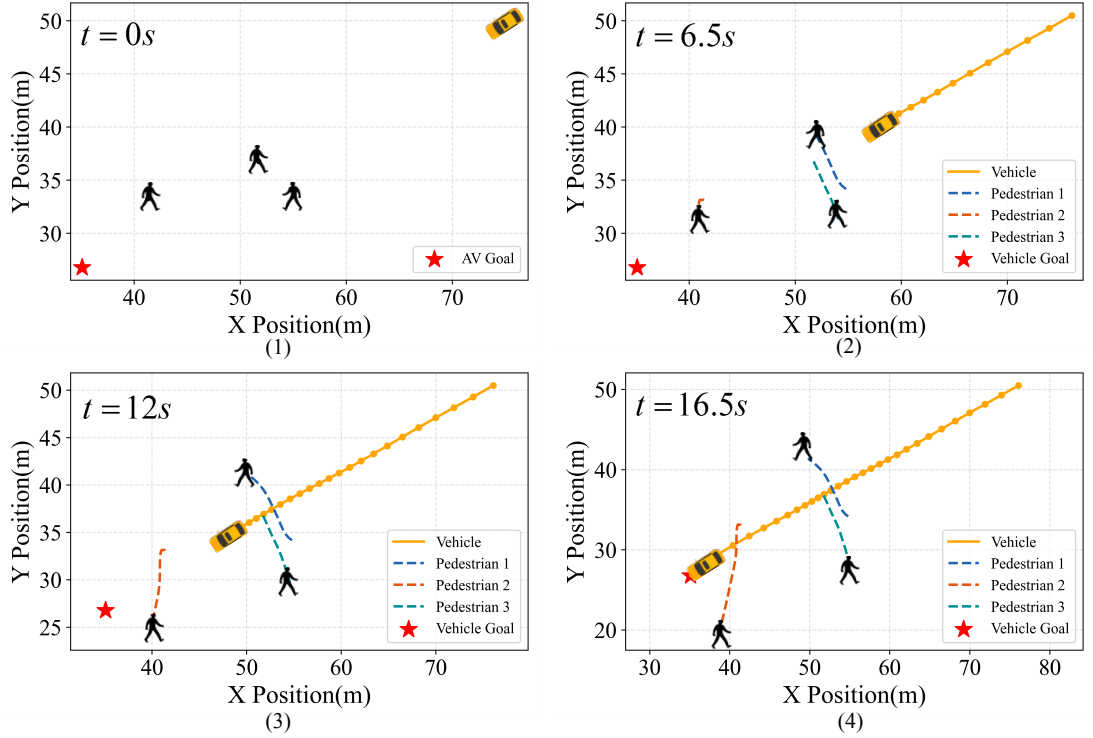 t = 0s
50
45
40
35
30
Y Position(m)
AV Goal
40 50 60 70
X Position(m)
(1)
t = 6.5s
50
45
40
35
30
Y Position(m)
Vehicle
Pedestrian 1
Pedestrian 2
Pedestrian 3
Vehicle Goal
40 50 60 70
X Position(m)
(2)
t = 12s
50
45
40
35
30
25
Y Position(m)
Vehicle
Pedestrian 1
Pedestrian 2
Pedestrian 3
Vehicle Goal
40 50 60 70
X Position(m)
(3)
t = 16.5s
50
40
30
20
Y Position(m)
Vehicle
Pedestrian 1
Pedestrian 2
Pedestrian 3
Vehicle Goal
30 40 50 60 70 80
X Position(m)
(4)